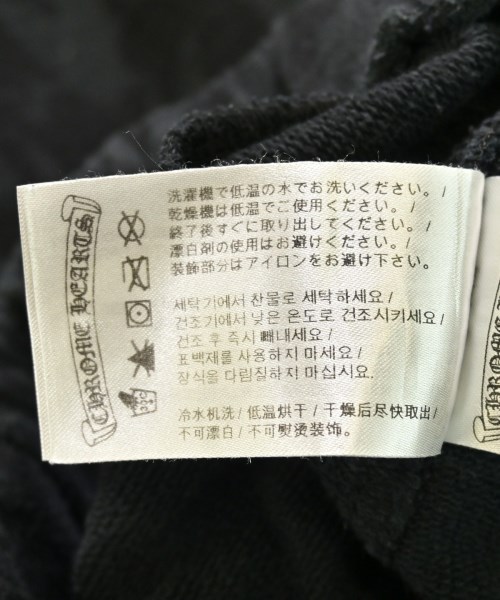 CHROME HEARTS
洗濯機で低温の水でお洗いください。/
乾燥機は低温でご使用ください。/
終了後すぐに取り出してください。/
漂白剤の使用はお避けください。/
装飾部分はアイロンをお避け下さい。
세탁기에서 찬물로 세탁하세요 /
건조기에서 낮은 온도로 건조시키세요 /
건조 후 즉시 빼내세요 /
표백제를 사용하지 마세요 /
장식을 다림질하지 마십시요.
冷水机洗 / 低温烘干 / 干燥后尽快取出 /
不可漂白 / 不可熨烫装饰。